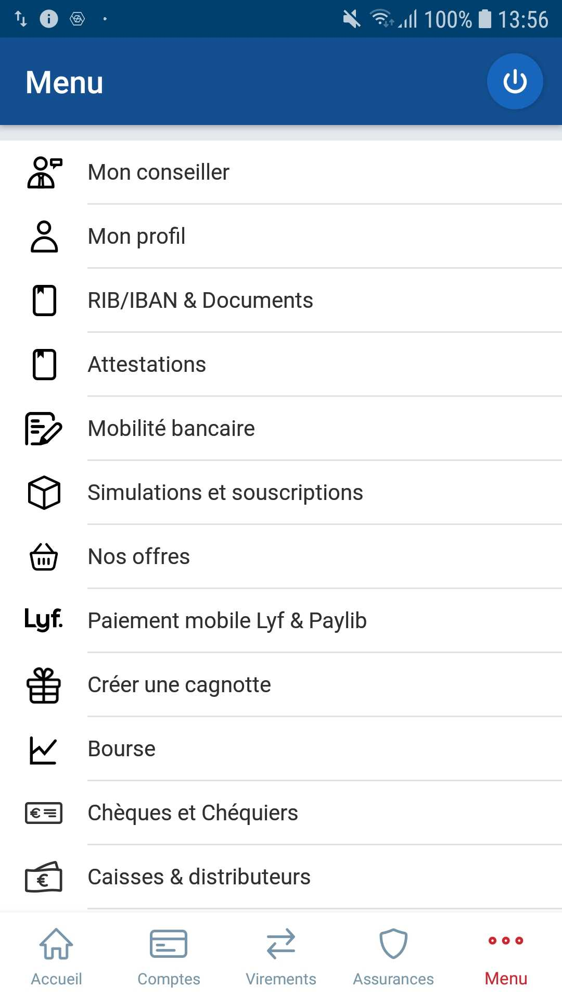 100% 13:56
Menu
Mon conseiller
Mon profil
RIB/IBAN & Documents
Attestations
Mobilité bancaire
Simulations et souscriptions
Nos offres
Lyf. Paiement mobile Lyf & Paylib
Créer une cagnotte
Bourse
Chèques et Chéquiers
Caisses & distributeurs
Accueil Comptes Virements Assurances Menu